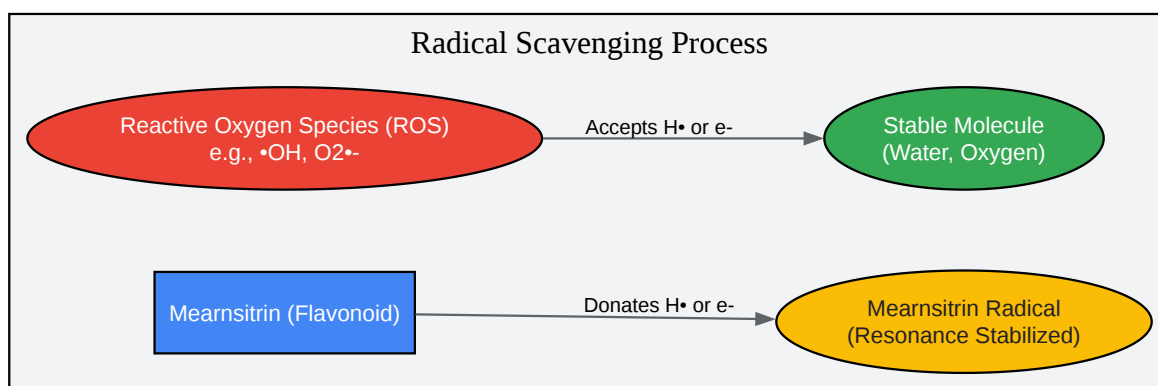 Radical Scavenging Process
Reactive Oxygen Species (ROS)
e.g., •OH, O2•-
Accepts H• or e-
Stable Molecule
(Water, Oxygen)
Mearnsitrin (Flavonoid)
Donates H• or e-
Mearnsitrin Radical
(Resonance Stabilized)